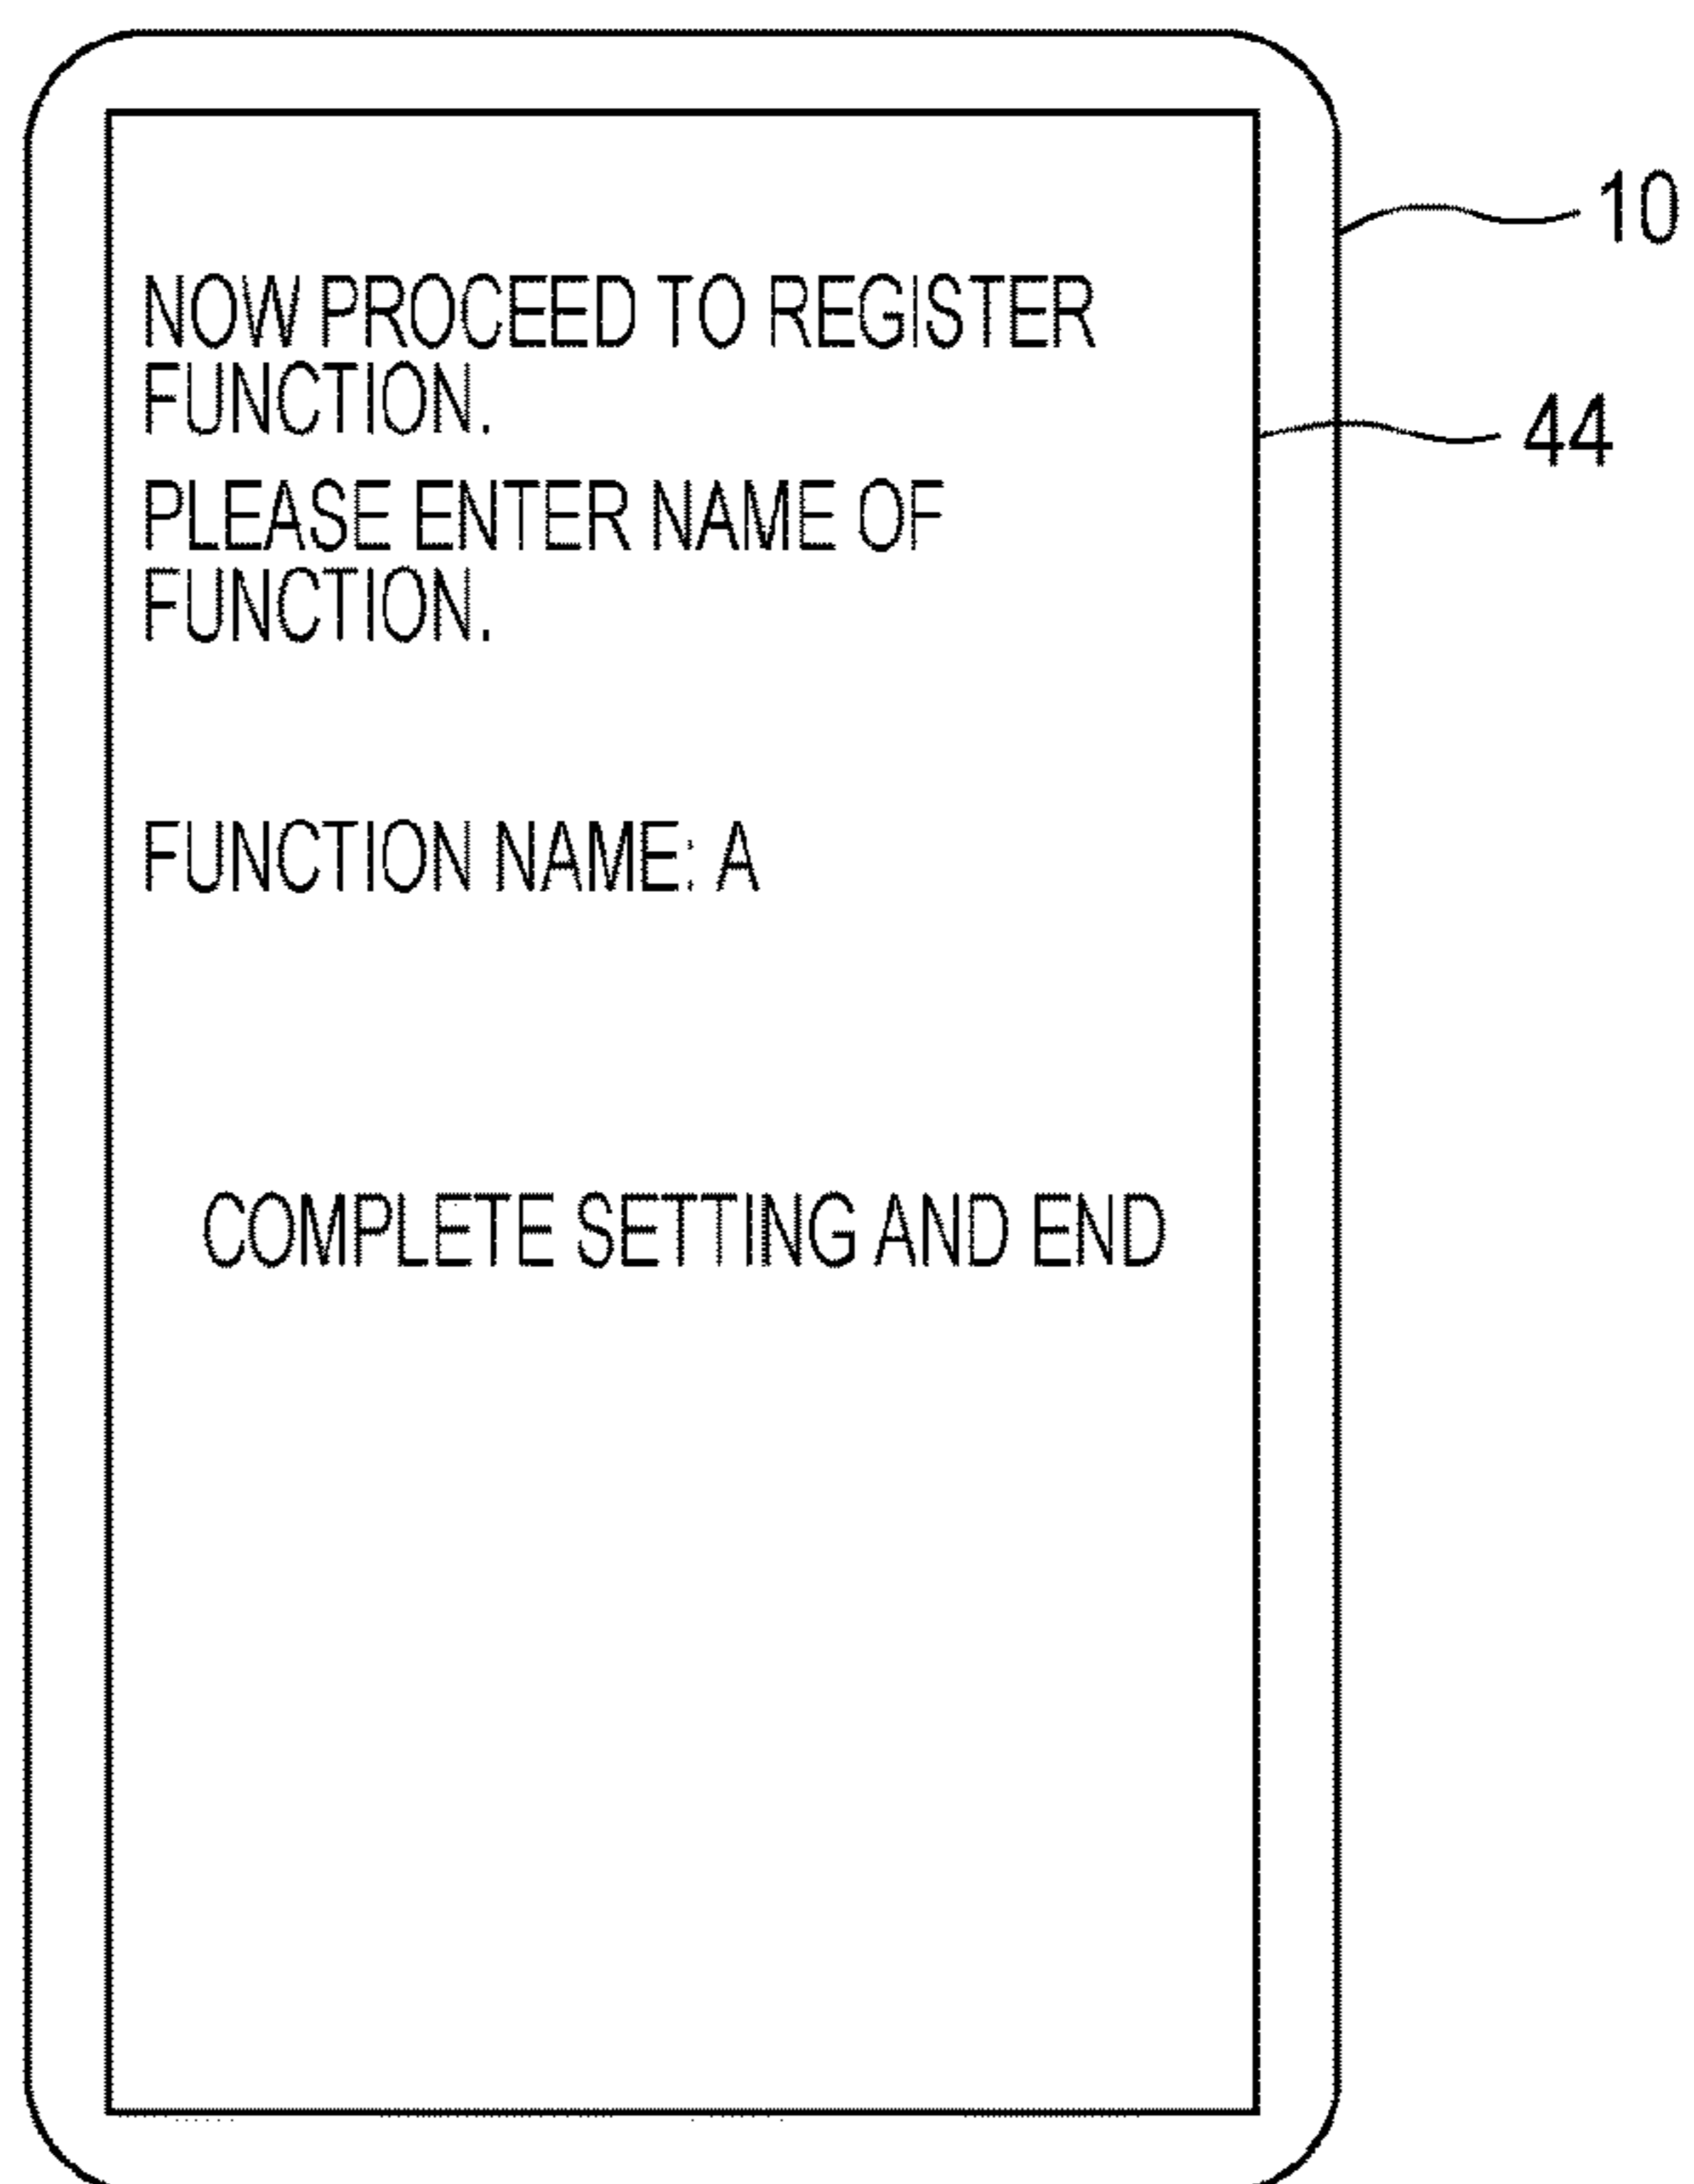 10
NOW PROCEED TO REGISTER
FUNCTION.
44
PLEASE ENTER NAME OF
FUNCTION.
FUNCTION NAME: A
COMPLETE SETTING AND END